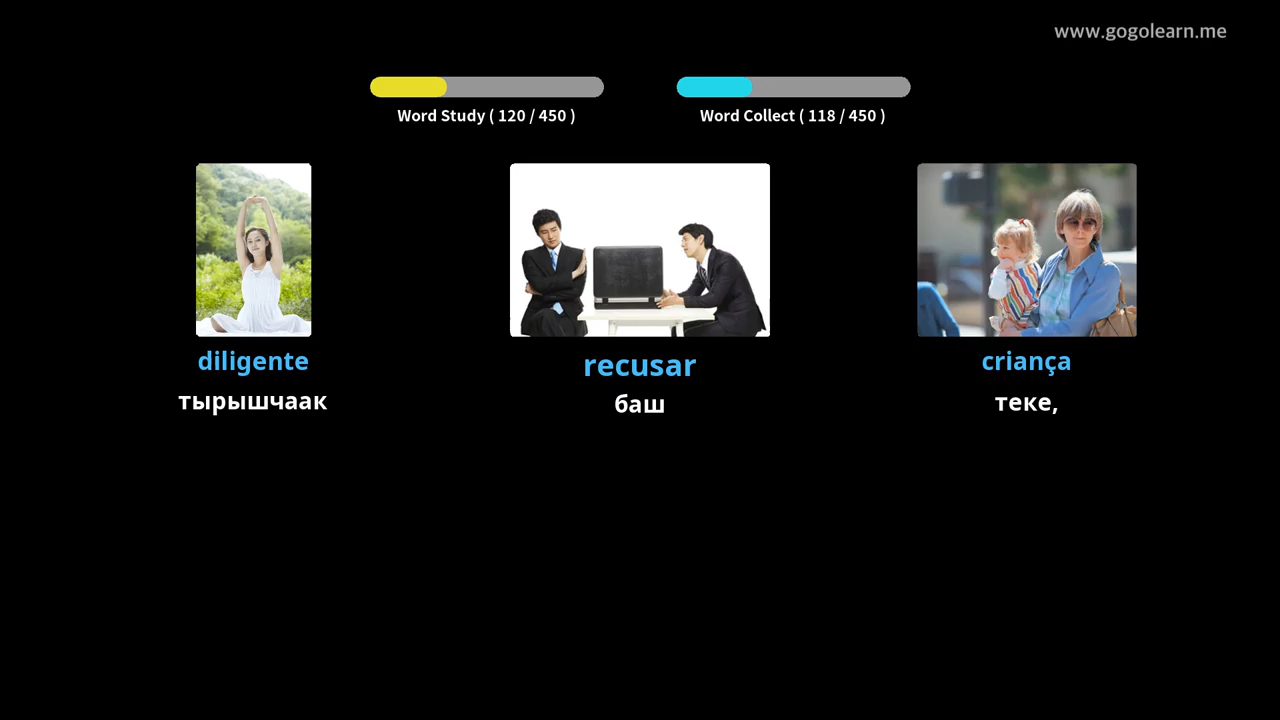 www.gogolearn.me
Word Study ( 120 / 450 )
Word Collect ( 118 / 450 )
diligente
тырышчаак
recusar
баш
criança
теке,